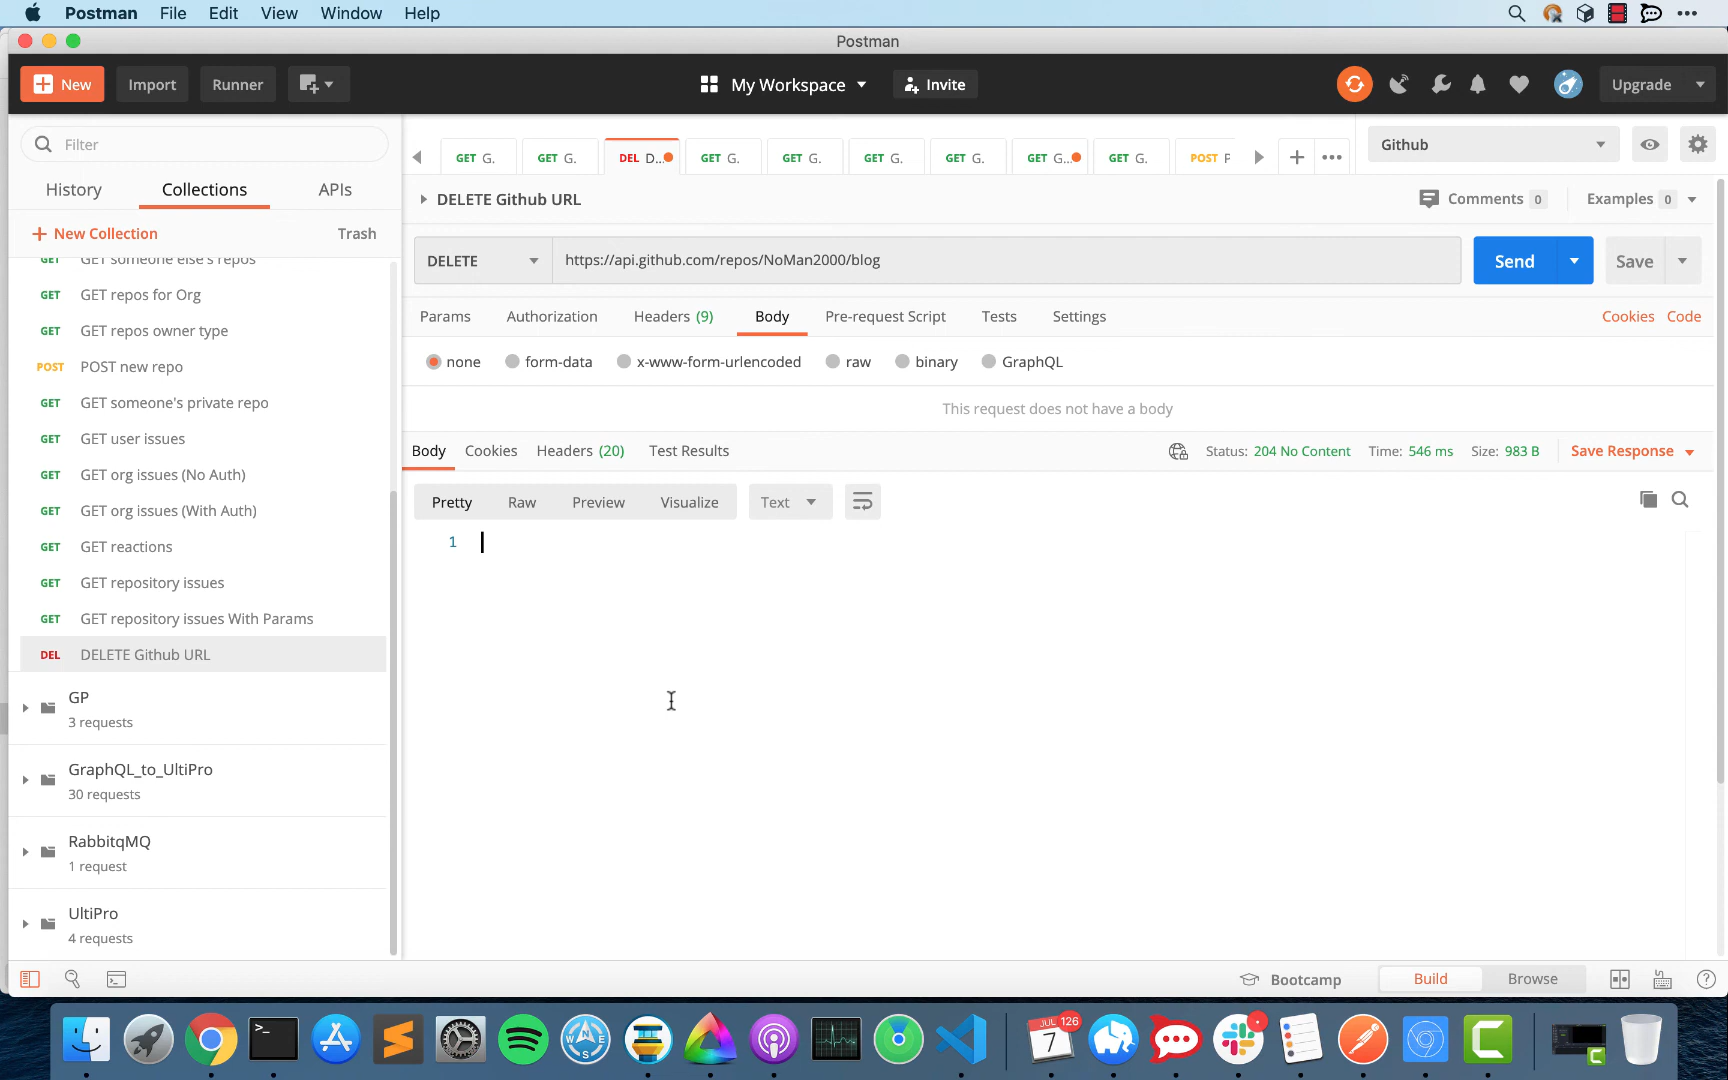 Postman File Edit View Window Help
Postman
New Import Runner My Workspace Invite Upgrade
Filter
History Collections APIs
New Collection Trash
GET GET someone else's repos
GET GET repos for Org
GET GET repos owner type
POST POST new repo
GET GET someone's private repo
GET GET user issues
GET GET org issues (No Auth)
GET GET org issues (With Auth)
GET GET reactions
GET GET repository issues
GET GET repository issues With Params
DEL DELETE Github URL
GP
3 requests
GraphQL_to_UltiPro
30 requests
RabbitqMQ
1 request
UltiPro
4 requests
GET G. GET G. DEL D... GET G. GET G. GET G. GET G. GET G... GET G. POST P
Github
DELETE Github URL
Comments 0 Examples 0
DELETE https://api.github.com/repos/NoMan2000/blog Send Save
Params Authorization Headers (9) Body Pre-request Script Tests Settings Cookies Code
none form-data x-www-form-urlencoded raw binary GraphQL
This request does not have a body
Body Cookies Headers (20) Test Results Status: 204 No Content Time: 546 ms Size: 983 B Save Response
Pretty Raw Preview Visualize Text
1
Bootcamp Build Browse
JUL 126
7